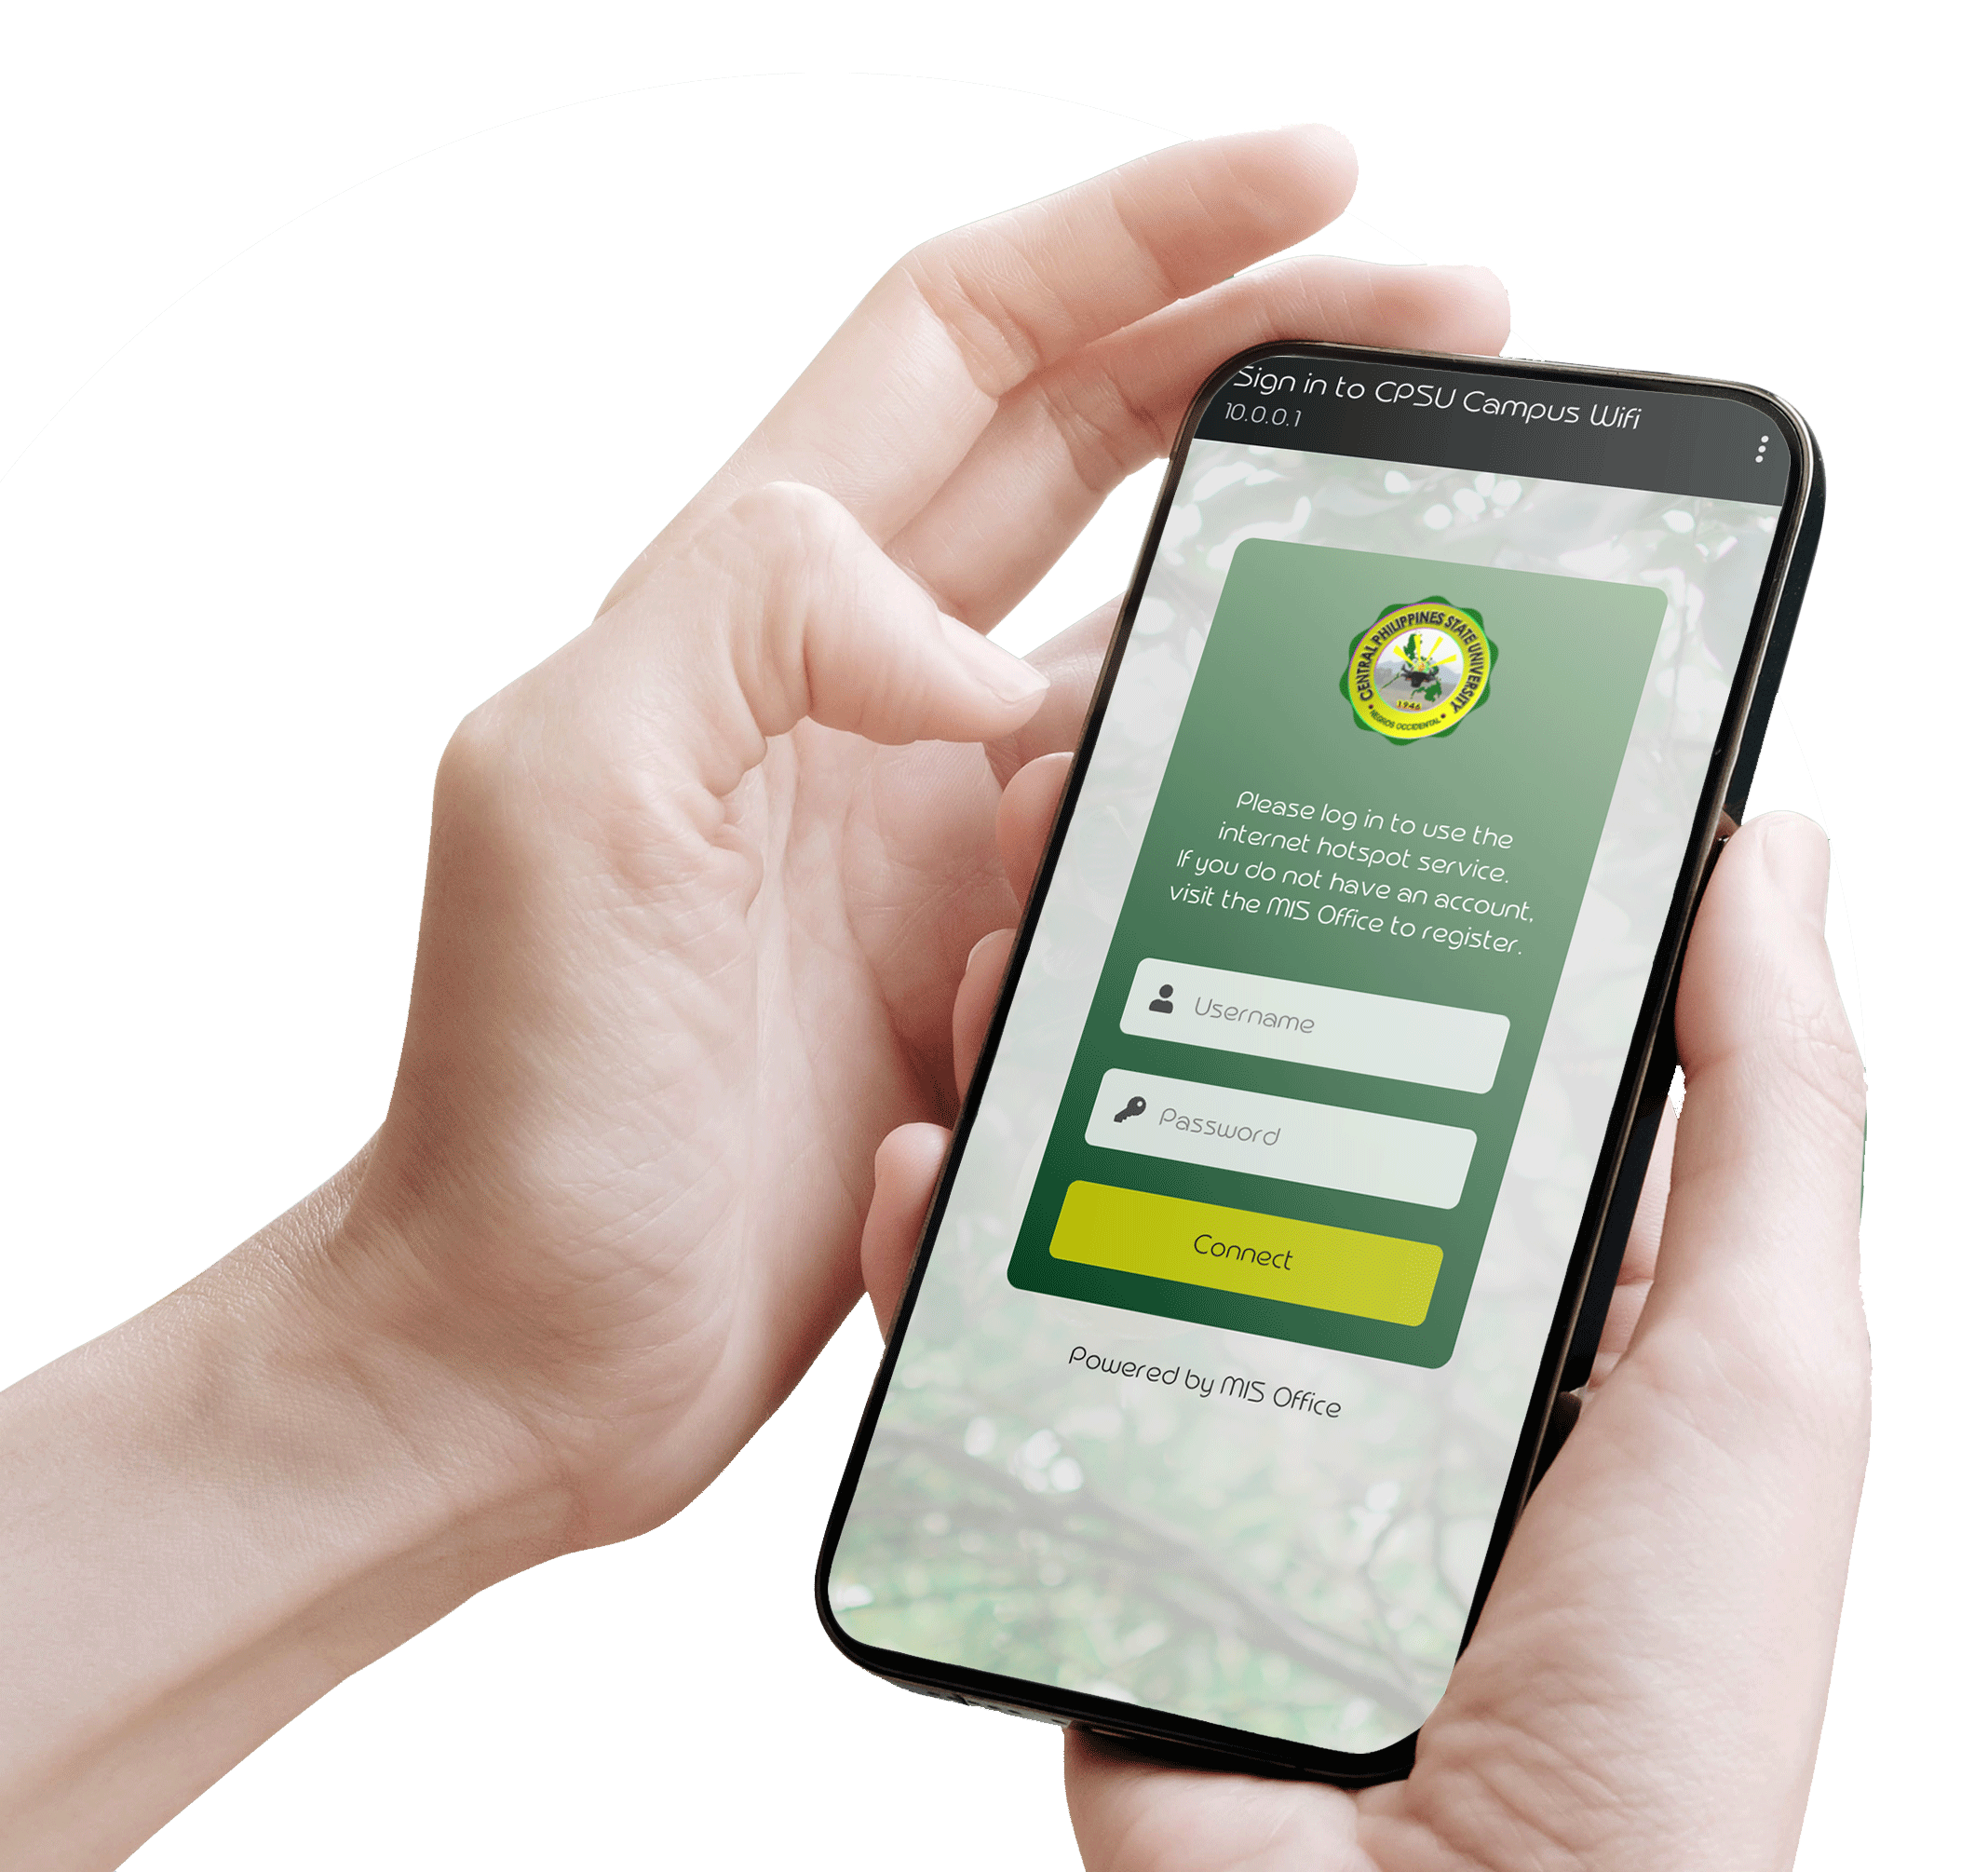 Sign in to CPSU Campus Wifi
10.0.0.1
CENTRAL PHILIPPINES STATE UNIVERSITY
1946
NEGROS OCCIDENTAL
Please log in to use the
internet hotspot service.
If you do not have an account,
visit the MIS Office to register.
Username
Password
Connect
Powered by MIS Office